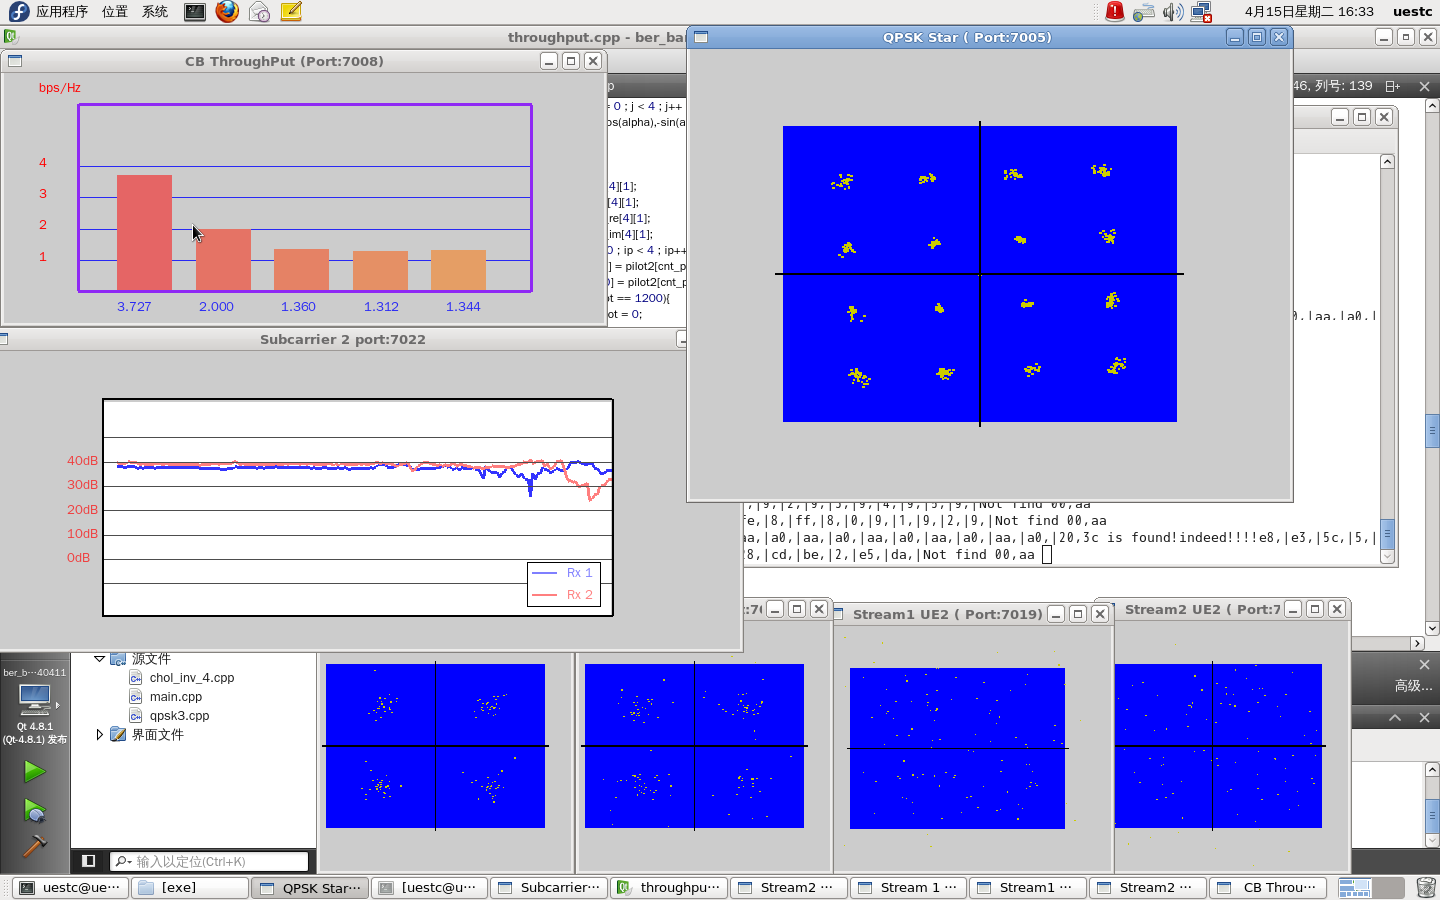 应用程序 位置 系统
4月15日星期二 16:33 uestc
throughput.cpp - ber_ba
QPSK Star ( Port:7005)
CB ThroughPut (Port:7008)
bps/Hz
4
3
2
1
3.727 2.000 1.360 1.312 1.344
= 0 ; j < 4 ; j++
os(alpha),-sin(a
4][1];
[4][1];
re[4][1];
im[4][1];
0 ; ip < 4 ; ip++
] = pilot2[cnt_p
0] = pilot2[cnt_p
ot == 1200){
ot = 0;
46, 列号: 139
0,|aa,|a0,|
Subcarrier 2 port:7022
40dB
30dB
20dB
10dB
0dB
Rx 1
Rx 2
,|9,|2,|9,|3,|9,|4,|9,|5,|9,|Not find 00,aa
fe,|8,|ff,|8,|0,|9,|1,|9,|2,|9,|Not find 00,aa
aa,|a0,|aa,|a0,|aa,|a0,|aa,|a0,|aa,|a0,|20,3c is found!indeed!!!!e8,|e3,|5c,|5,|
28,|cd,|be,|2,|e5,|da,|Not find 00,aa
Stream1 UE2 ( Port:7019)
Stream2 UE2 ( Port:7
源文件
chol_inv_4.cpp
main.cpp
qpsk3.cpp
界面文件
ber_b···40411
Qt 4.8.1
(Qt-4.8.1) 发布
高级...
输入以定位(Ctrl+K)
uestc@ue···
[exe]
QPSK Star···
[uestc@u···
Subcarrier···
throughpu···
Stream2 ···
Stream 1 ···
Stream1 ···
Stream2 ···
CB Throu···